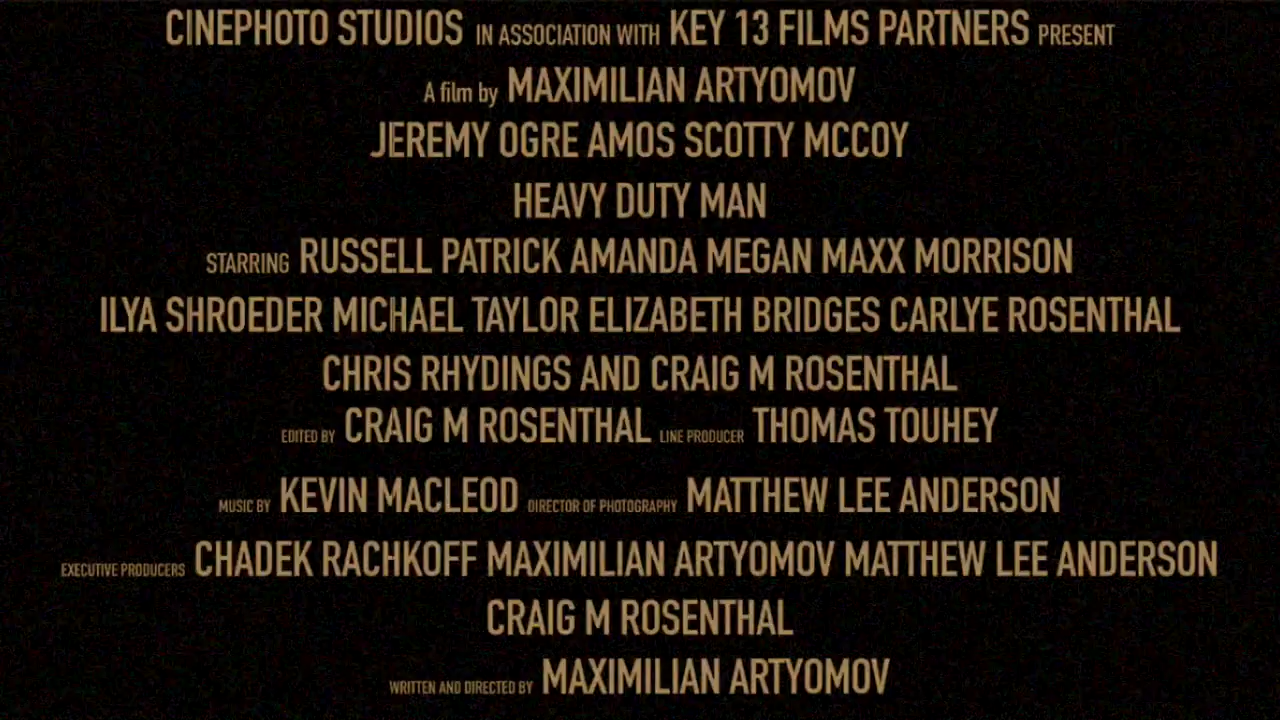 CINEPHOTO STUDIOS IN ASSOCIATION WITH KEY 13 FILMS PARTNERS PRESENT
A film by MAXIMILIAN ARTYOMOV
JEREMY OGRE AMOS SCOTTY MCCOY
HEAVY DUTY MAN
STARRING RUSSELL PATRICK AMANDA MEGAN MAXX MORRISON
ILYA SHROEDER MICHAEL TAYLOR ELIZABETH BRIDGES CARLYE ROSENTHAL
CHRIS RHYDINGS AND CRAIG M ROSENTHAL
EDITED BY CRAIG M ROSENTHAL LINE PRODUCER THOMAS TOUHEY
MUSIC BY KEVIN MACLEOD DIRECTOR OF PHOTOGRAPHY MATTHEW LEE ANDERSON
EXECUTIVE PRODUCERS CHADEK RACHKOFF MAXIMILIAN ARTYOMOV MATTHEW LEE ANDERSON
CRAIG M ROSENTHAL
WRITTEN AND DIRECTED BY MAXIMILIAN ARTYOMOV